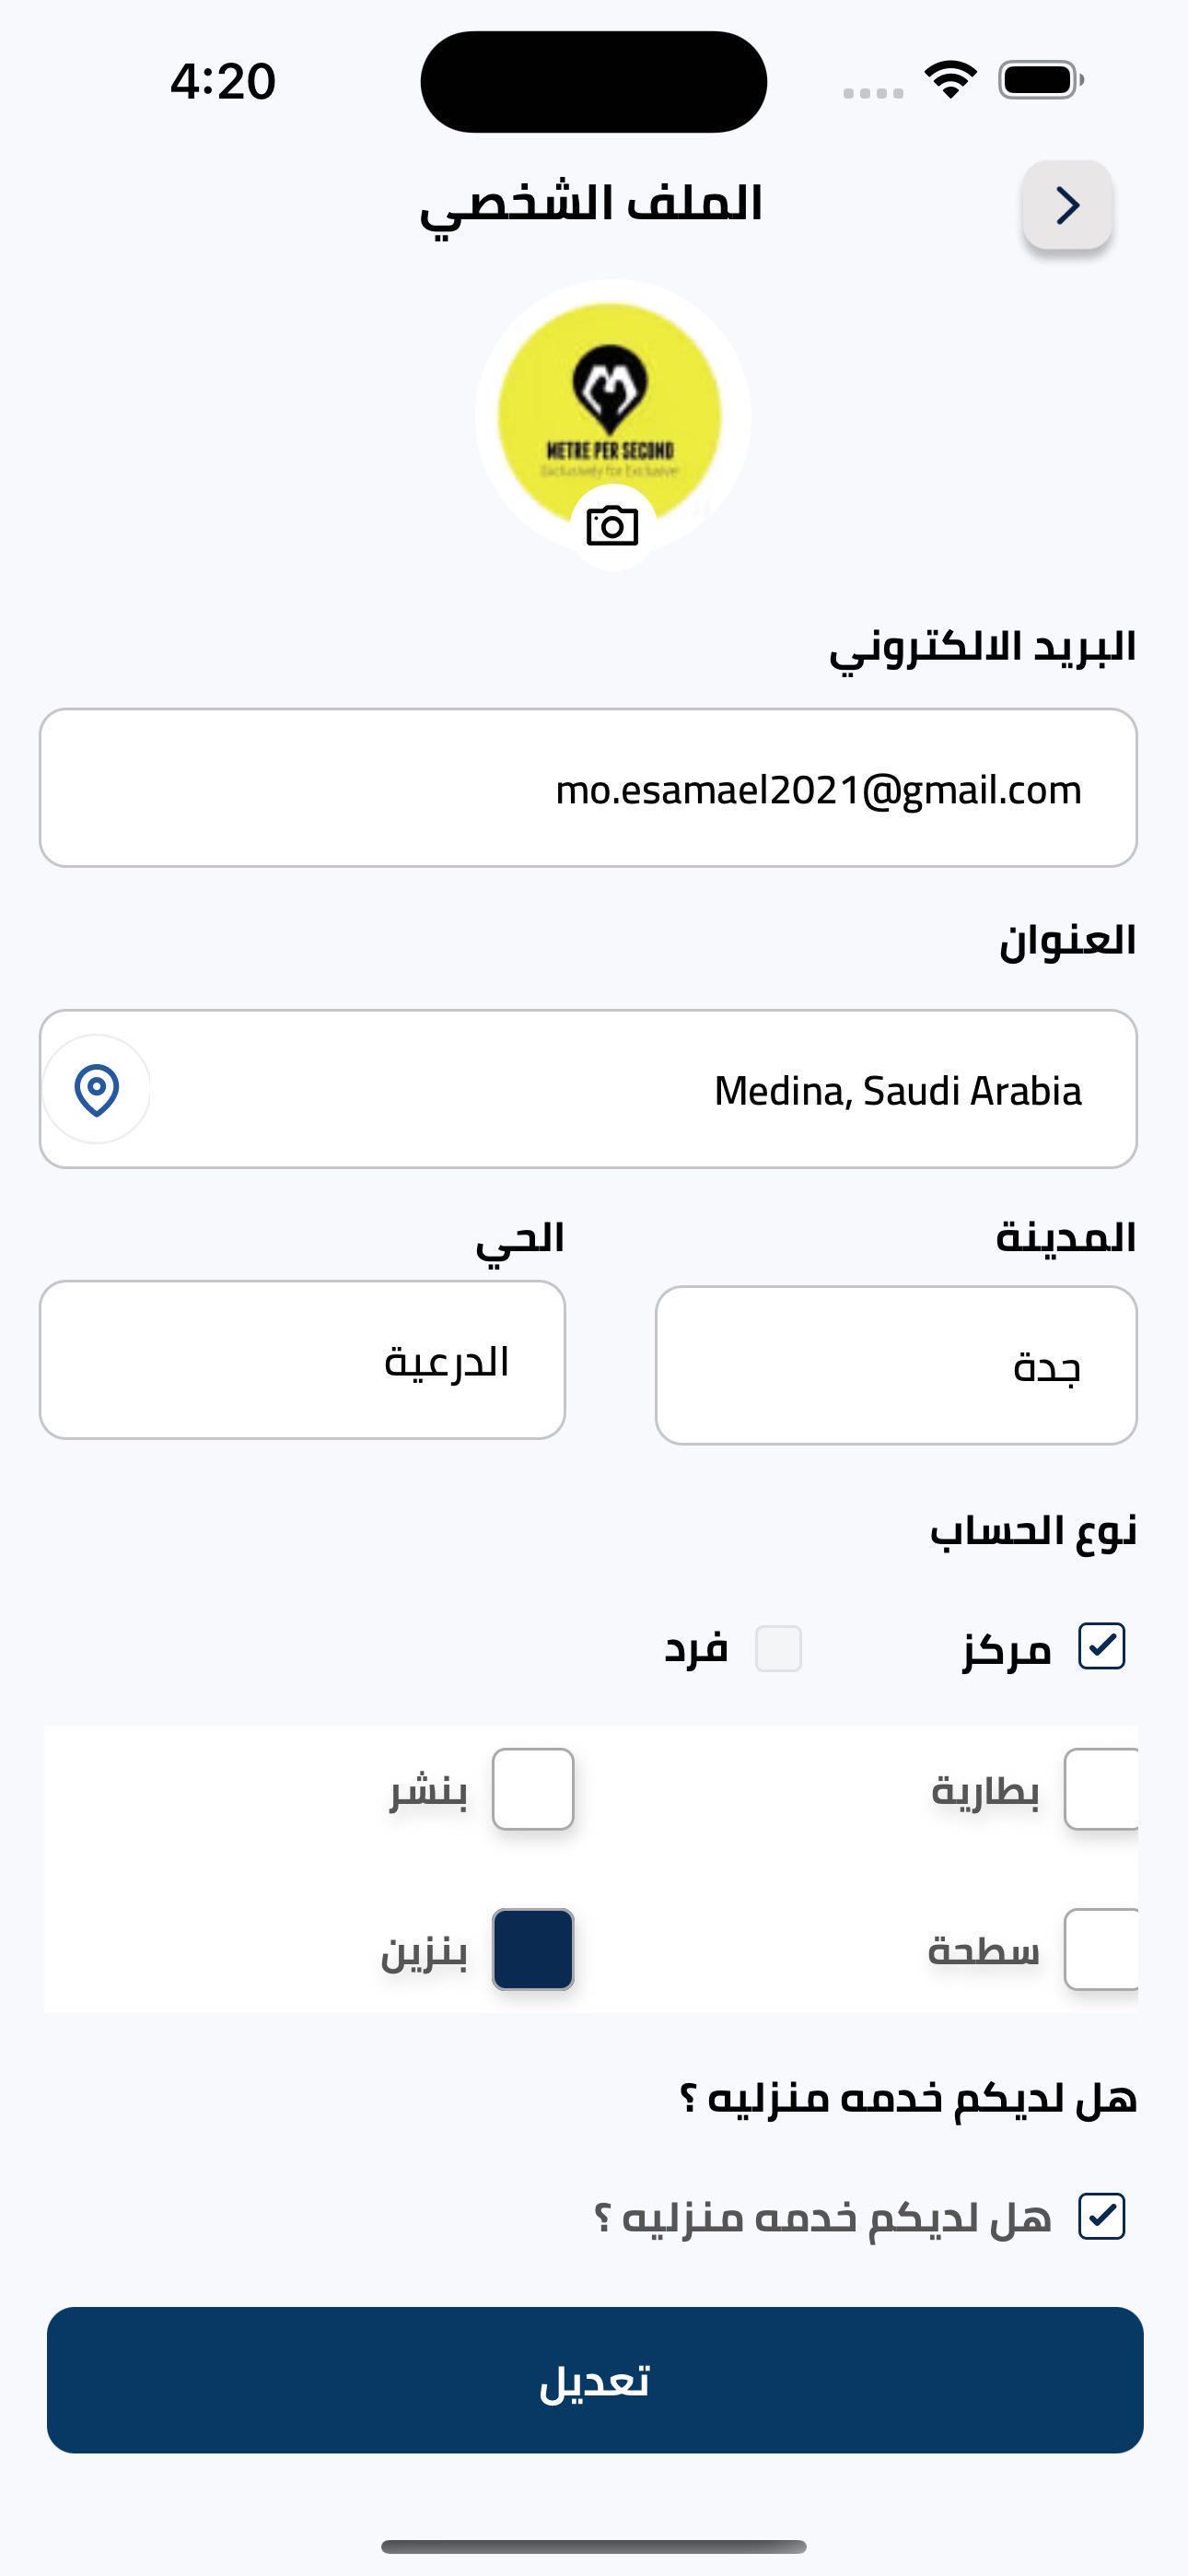 4:20
الملف الشخصي
METRE PER SECOND
Exclusively for Exclusive
البريد الالكتروني
mo.esamael2021@gmail.com
العنوان
Medina, Saudi Arabia
المدينة
الحي
جدة
الدرعية
نوع الحساب
مركز
فرد
بطارية
بنشر
سطحة
بنزين
هل لديكم خدمه منزليه ؟
هل لديكم خدمه منزليه ؟
تعديل